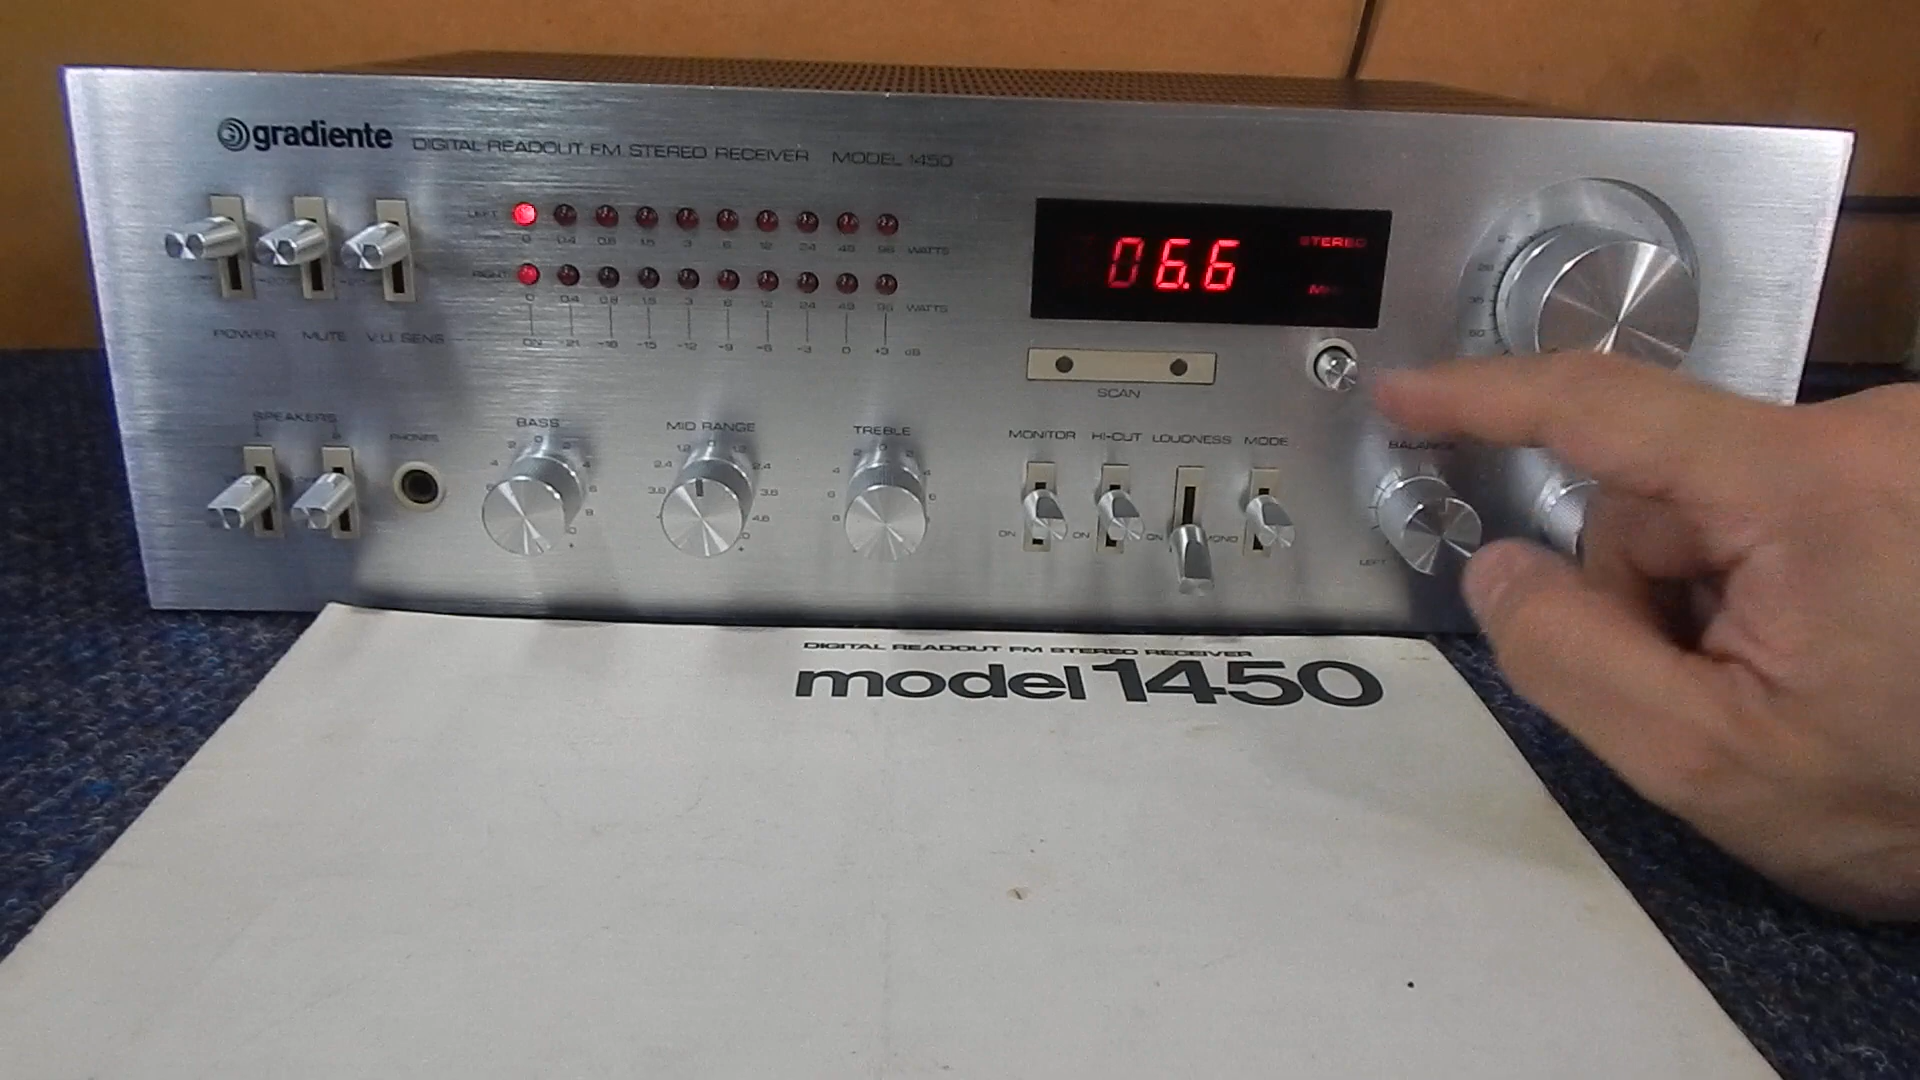 gradiente
DIGITAL READOUT FM STEREO RECEIVER MODEL 1450
LEFT
0 0.4 0.8 1.5 3 6 12 24 48 96 WATTS
RIGHT
0 0.4 0.8 1.5 3 6 12 24 48 96 WATTS
ON -21 -18 -15 -12 -9 -6 -3 0 +3 dB
POWER MUTE V.U. SENS
06.6
STEREO
MHz
SCAN
SPEAKERS
PHONES
BASS
MID RANGE
TREBLE
MONITOR HI-CUT LOUDNESS MODE
ON ON ON MONO
BALANCE
LEFT
DIGITAL READOUT FM STEREO RECEIVER
model 1450